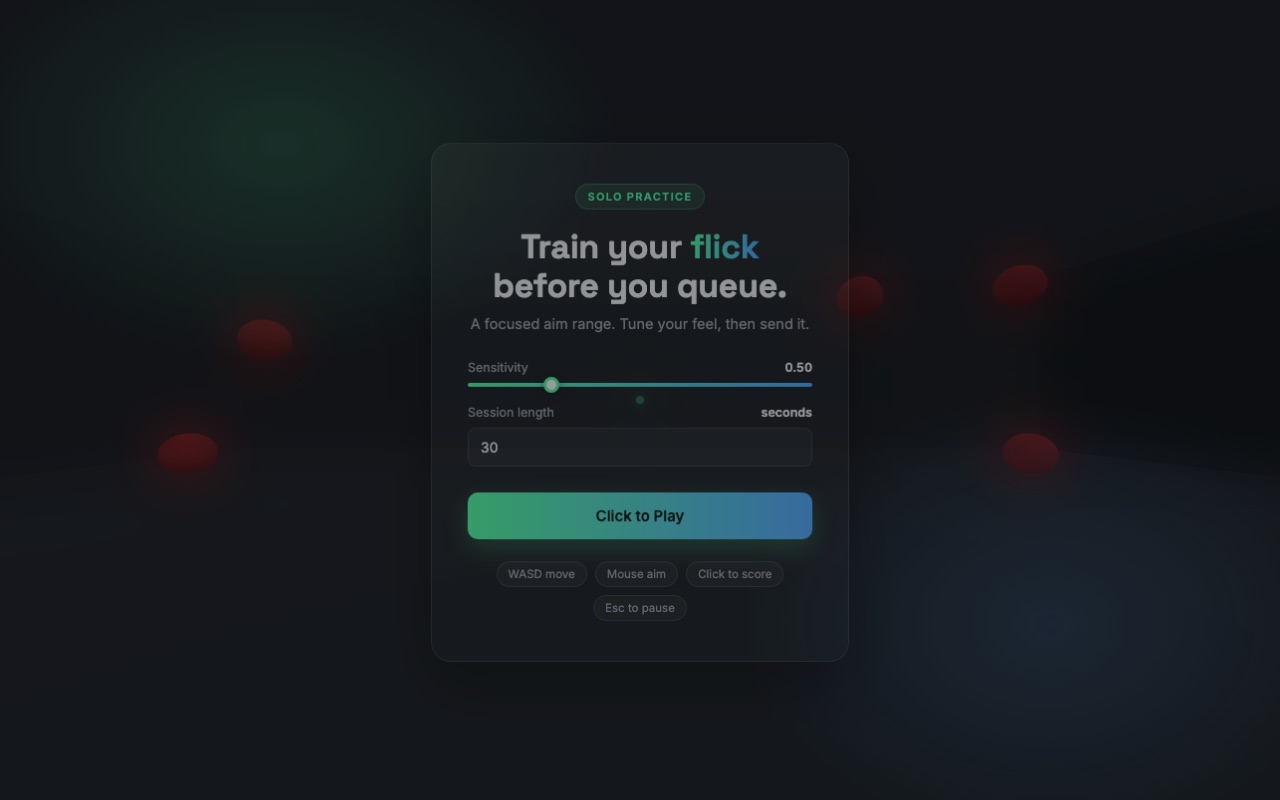 SOLO PRACTICE
Train your flick
before you queue.
A focused aim range. Tune your feel, then send it.
Sensitivity 0.50
Session length seconds
30
Click to Play
WASD move Mouse aim Click to score
Esc to pause